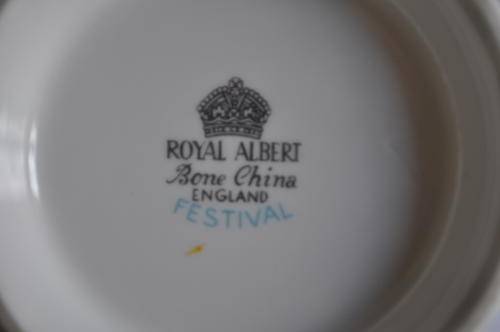 ROYAL ALBERT
Bone China
ENGLAND
FESTIVAL